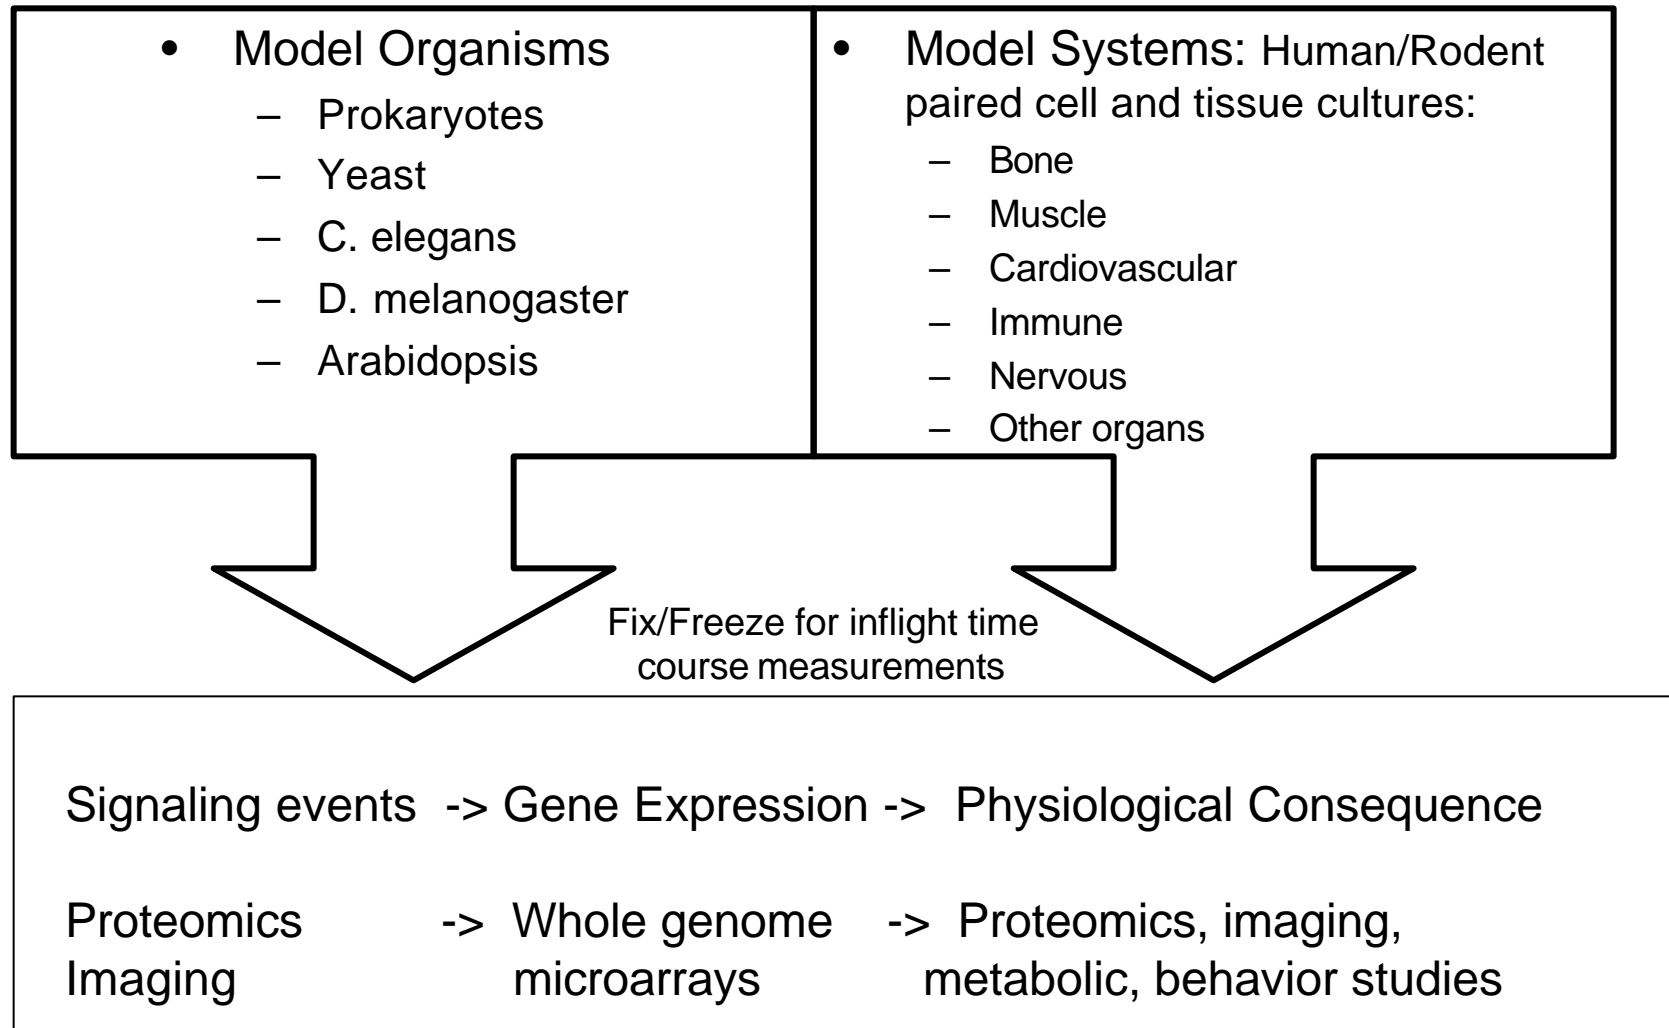 • Model Organisms
– Prokaryotes
– Yeast
– C. elegans
– D. melanogaster
– Arabidopsis
• Model Systems: Human/Rodent
paired cell and tissue cultures:
– Bone
– Muscle
– Cardiovascular
– Immune
– Nervous
– Other organs
Fix/Freeze for inflight time
course measurements
Signaling events -> Gene Expression -> Physiological Consequence
Proteomics -> Whole genome -> Proteomics, imaging,
Imaging microarrays metabolic, behavior studies